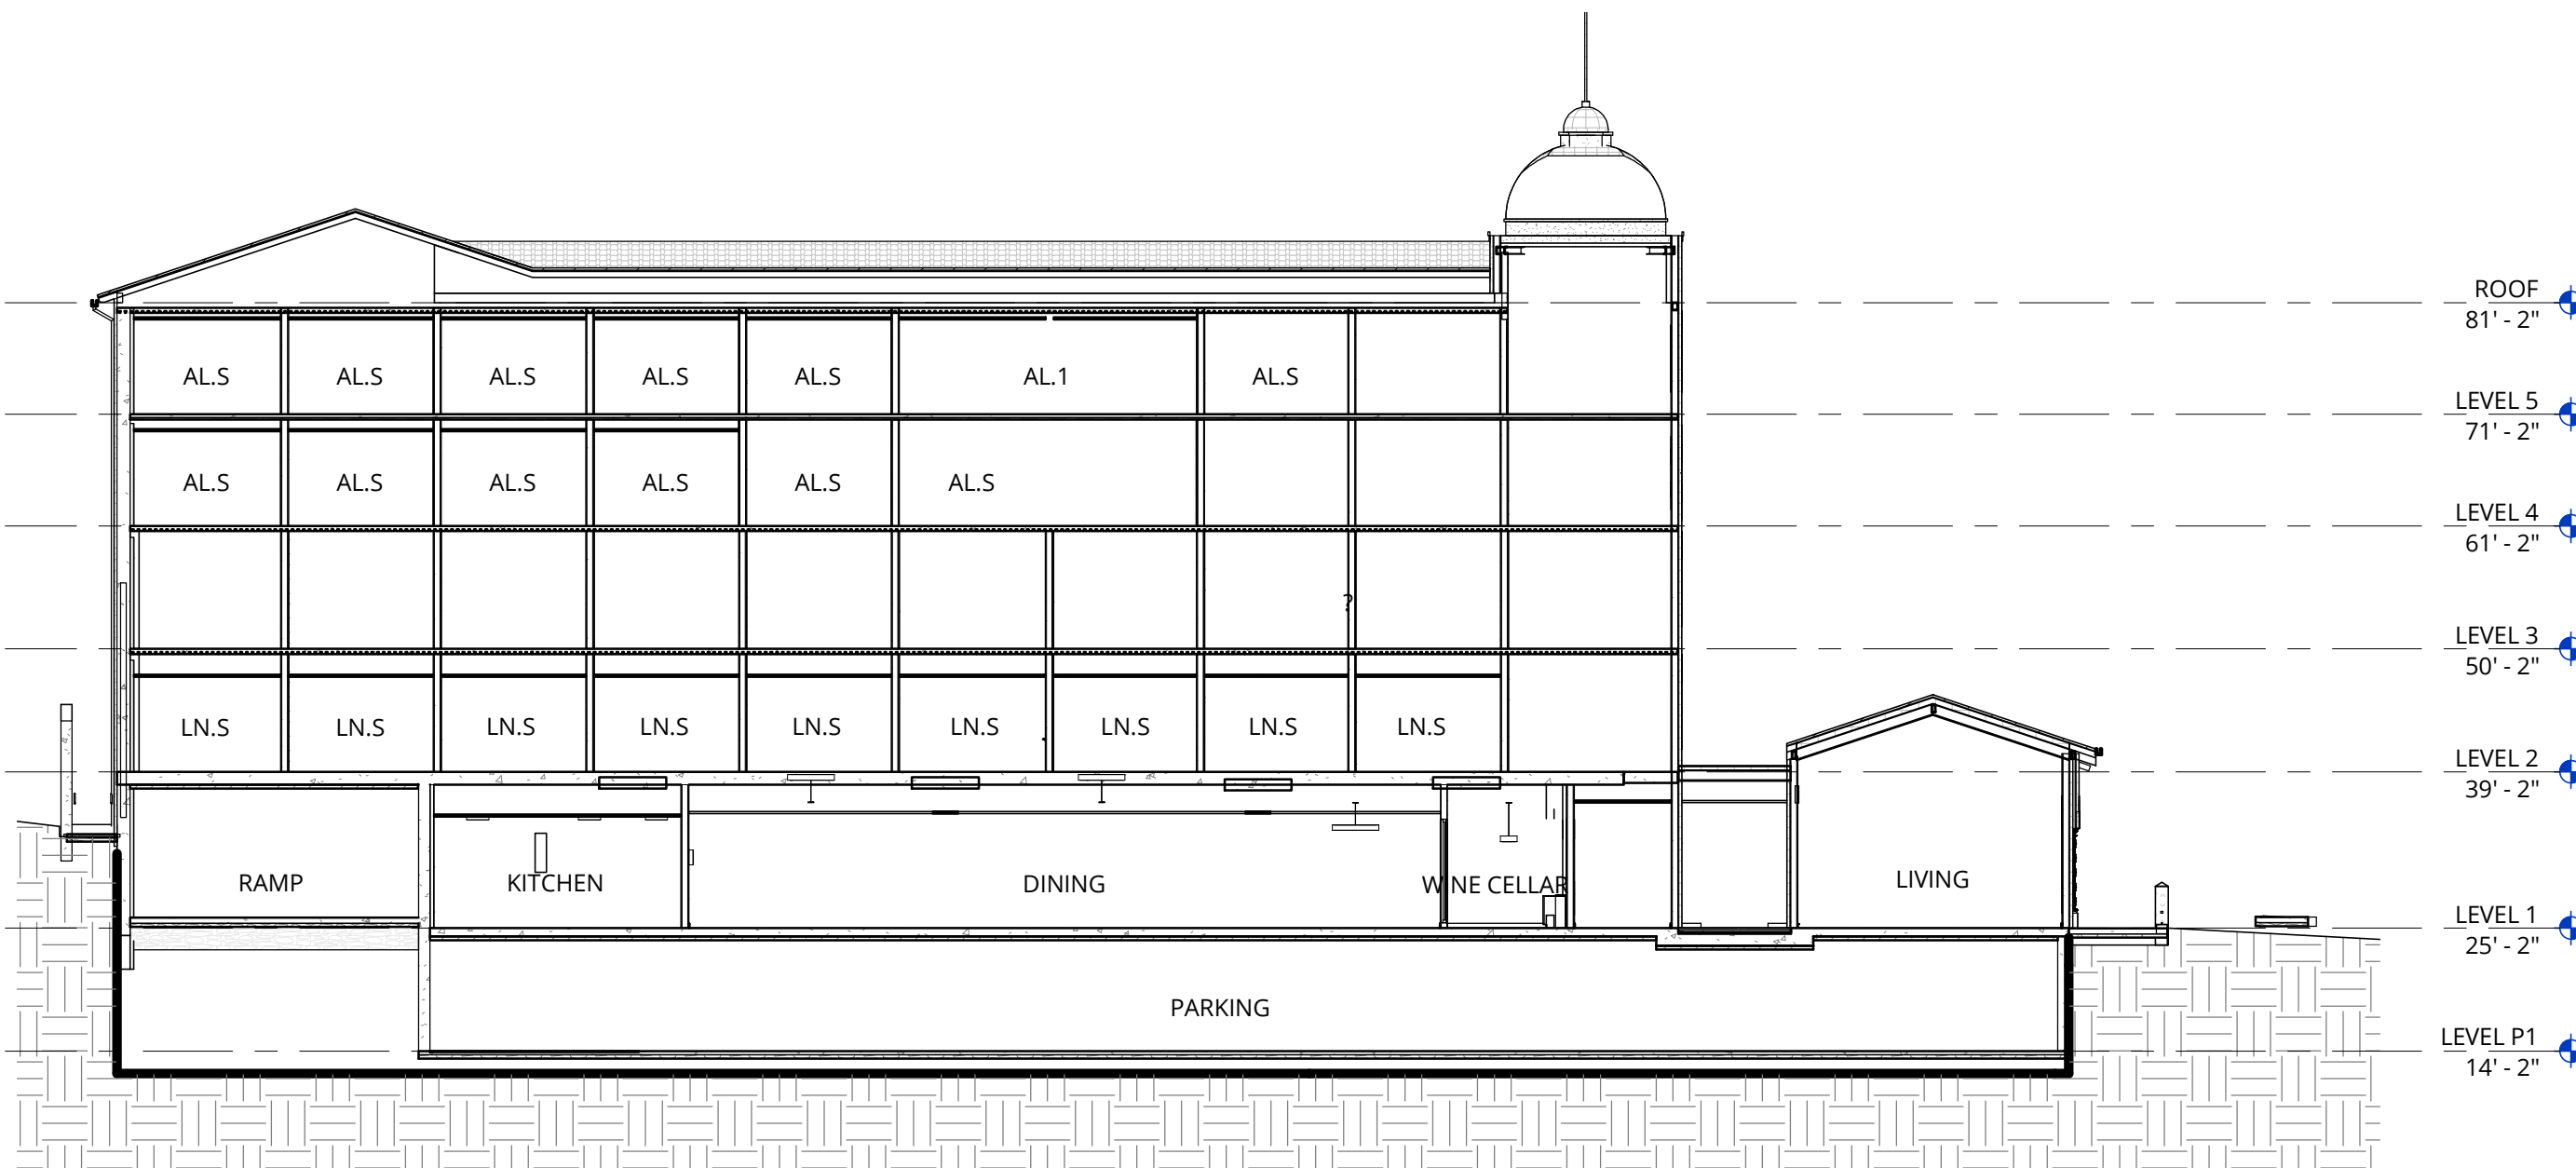 ROOF
81' - 2"
AL.S AL.S AL.S AL.S AL.S AL.1 AL.S
LEVEL 5
71' - 2"
AL.S AL.S AL.S AL.S AL.S AL.S
LEVEL 4
61' - 2"
?
LEVEL 3
50' - 2"
LN.S LN.S LN.S LN.S LN.S LN.S LN.S LN.S LN.S
LEVEL 2
39' - 2"
RAMP KITCHEN DINING WINE CELLAR LIVING
LEVEL 1
25' - 2"
PARKING
LEVEL P1
14' - 2"